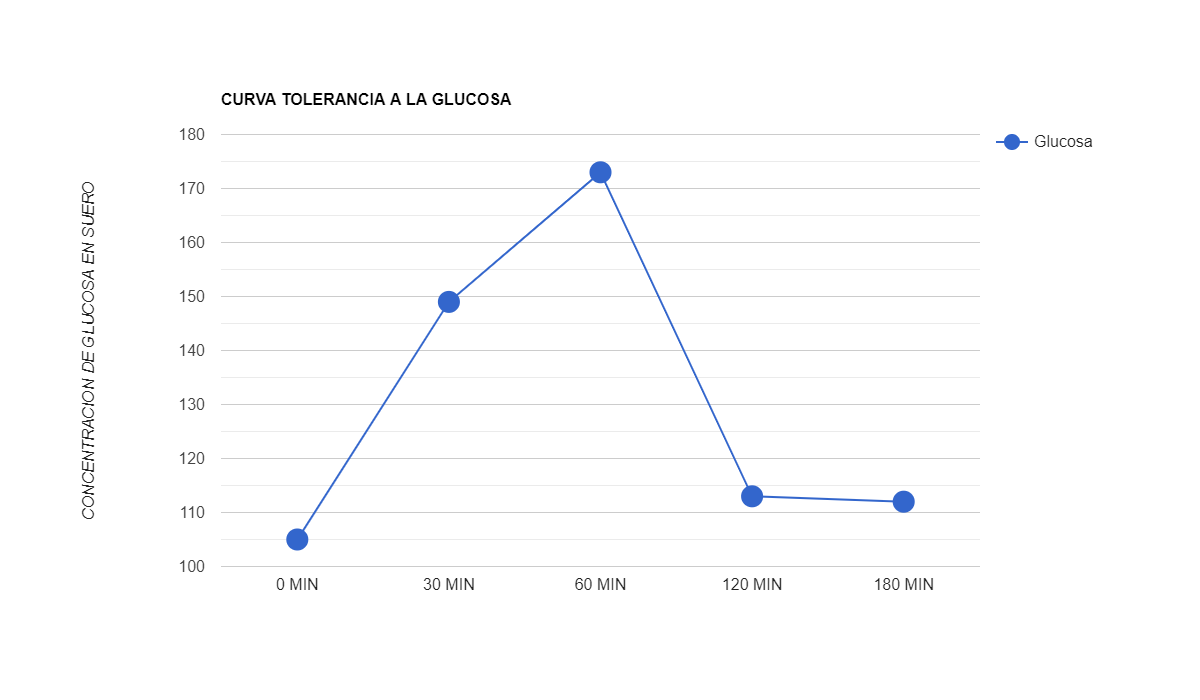 CURVA TOLERANCIA A LA GLUCOSA
Glucosa
CONCENTRACION DE GLUCOSA EN SUERO
180
170
160
150
140
130
120
110
100
0 MIN
30 MIN
60 MIN
120 MIN
180 MIN